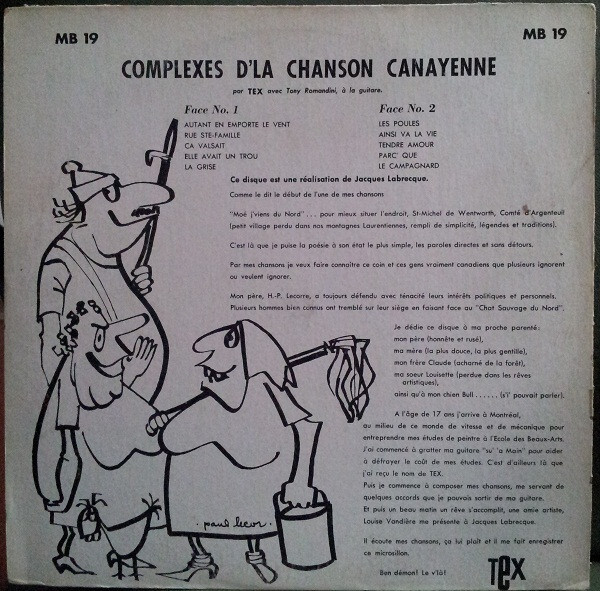 MB 19
MB 19
COMPLEXES D'LA CHANSON CANAYENNE
par TEX avec Tony Romandini, à la guitare.
Face No. 1
AUTANT EN EMPORTE LE VENT
RUE STE-FAMILLE
CA VALSAIT
ELLE AVAIT UN TROU
LA GRISE
Face No. 2
LES POULES
AINSI VA LA VIE
TENDRE AMOUR
PARC' QUE
LE CAMPAGNARD
Ce disque est une réalisation de Jacques Labrecque.
Comme le dit le début de l'une de mes chansons
"Moé j'viens du Nord" ... pour mieux situer l'endroit, St-Michel de Wentworth, Comté d'Argenteuil
(petit village perdu dans nos montagnes Laurentiennes, rempli de simplicité, légendes et traditions).
C'est là que je puise la poésie à son état le plus simple, les paroles directes et sans détours.
Par mes chansons je veux faire connaître ce coin et ces gens vraiment canadiens que plusieurs ignorent
ou veulent ignorer.
Mon père, H.-P. Lecorre, a toujours défendu avec ténacité leurs intérêts politiques et personnels.
Plusieurs hommes bien connus ont tremblé sur leur siège en faisant face au "Chat Sauvage du Nord".
Je dédie ce disque à ma proche parenté:
mon père (honnête et rusé),
ma mère (la plus douce, la plus gentille),
mon frère Claude (acharné de la forêt),
ma soeur Louisette (perdue dans les rêves
artistiques),
ainsi qu'à mon chien Bull ...... (s'l' pouvait parler).
A l'âge de 17 ans j'arrive à Montréal,
au milieu de ce monde de vitesse et de mécanique pour
entreprendre mes études de peintre à l'Ecole des Beaux-Arts.
J'ai commencé à gratter ma guitare "su' 'a Main" pour aider
à défrayer le coût de mes études. C'est d'ailleurs là que
j'ai reçu le nom de TEX.
Puis je commence à composer mes chansons, me servant de
quelques accords que je pouvais sortir de ma guitare.
Et puis un beau matin un rêve s'accomplit, une amie artiste,
Louise Vandière me présente à Jacques Labrecque.
Il écoute mes chansons, ça lui plaît et il me fait enregistrer
ce microsillon.
Ben démon! Le v'là!
TEX
. paul lecor .